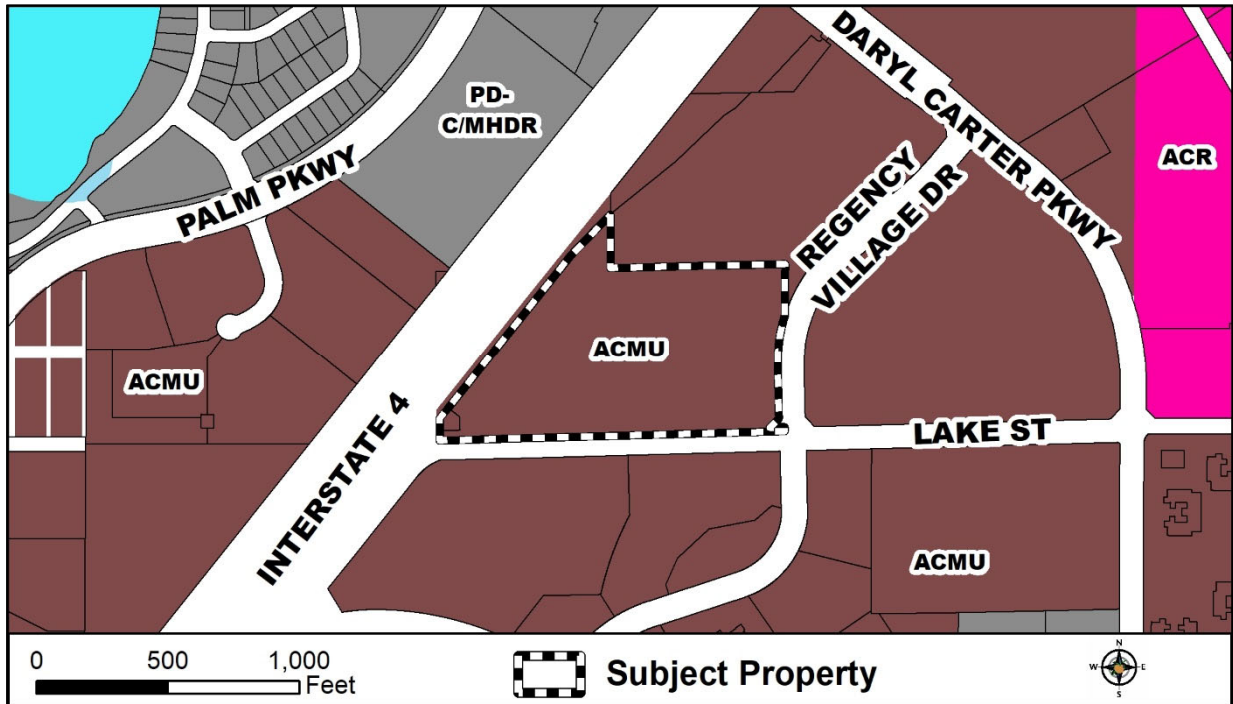 DARYL CARTER PKWY
PD-
C/MHDR
ACR
PALM PKWY
REGENCY
VILLAGE DR
ACMU
ACMU
LAKE ST
INTERSTATE 4
ACMU
0 500 1,000
Feet
Subject Property
N
W E
S